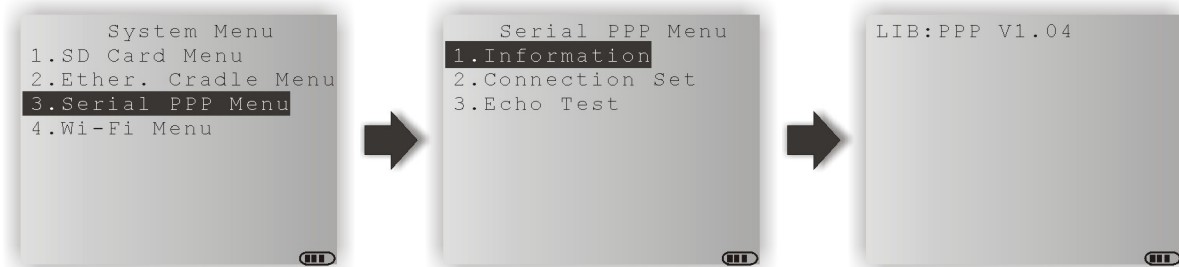 System Menu
1.SD Card Menu
2.Ether. Cradle Menu
3.Serial PPP Menu
4.Wi-Fi Menu
Serial PPP Menu
1.Information
2.Connection Set
3.Echo Test
LIB:PPP V1.04